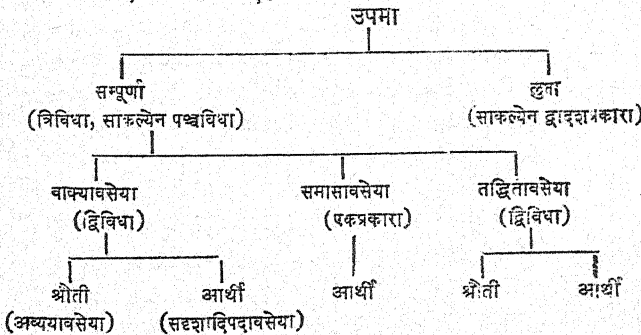 उपमा
सम्पूर्णा लुप्ता
(त्रिविधा, साकल्येन पञ्चविधा) (साकल्येन द्वादशप्रकारा)
वाक्यावसेया समासावसेया तद्धितावसेया
(द्विविधा) (एकप्रकारा) (द्विविधा)
श्रौती आर्थी आर्थी श्रौती आर्थी
(अव्ययावसेया) (सदृशादिपदावसेया)